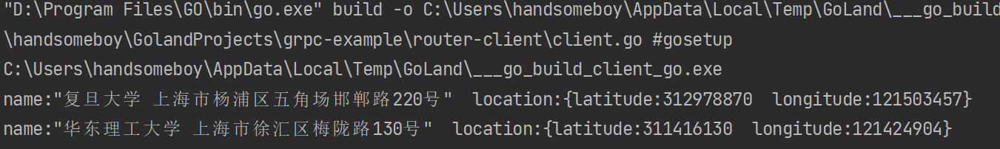 "D:\Program Files\GO\bin\go.exe" build -o C:\Users\handsomeboy\AppData\Local\Temp\GoLand\___go_build
\handsomeboy\GolandProjects\grpc-example\router-client\client.go #gosetup
C:\Users\handsomeboy\AppData\Local\Temp\GoLand\___go_build_client_go.exe
name:"复旦大学 上海市杨浦区五角场邯郸路220号"  location:{latitude:312978870  longitude:121503457}
name:"华东理工大学 上海市徐汇区梅陇路130号"  location:{latitude:311416130  longitude:121424904}